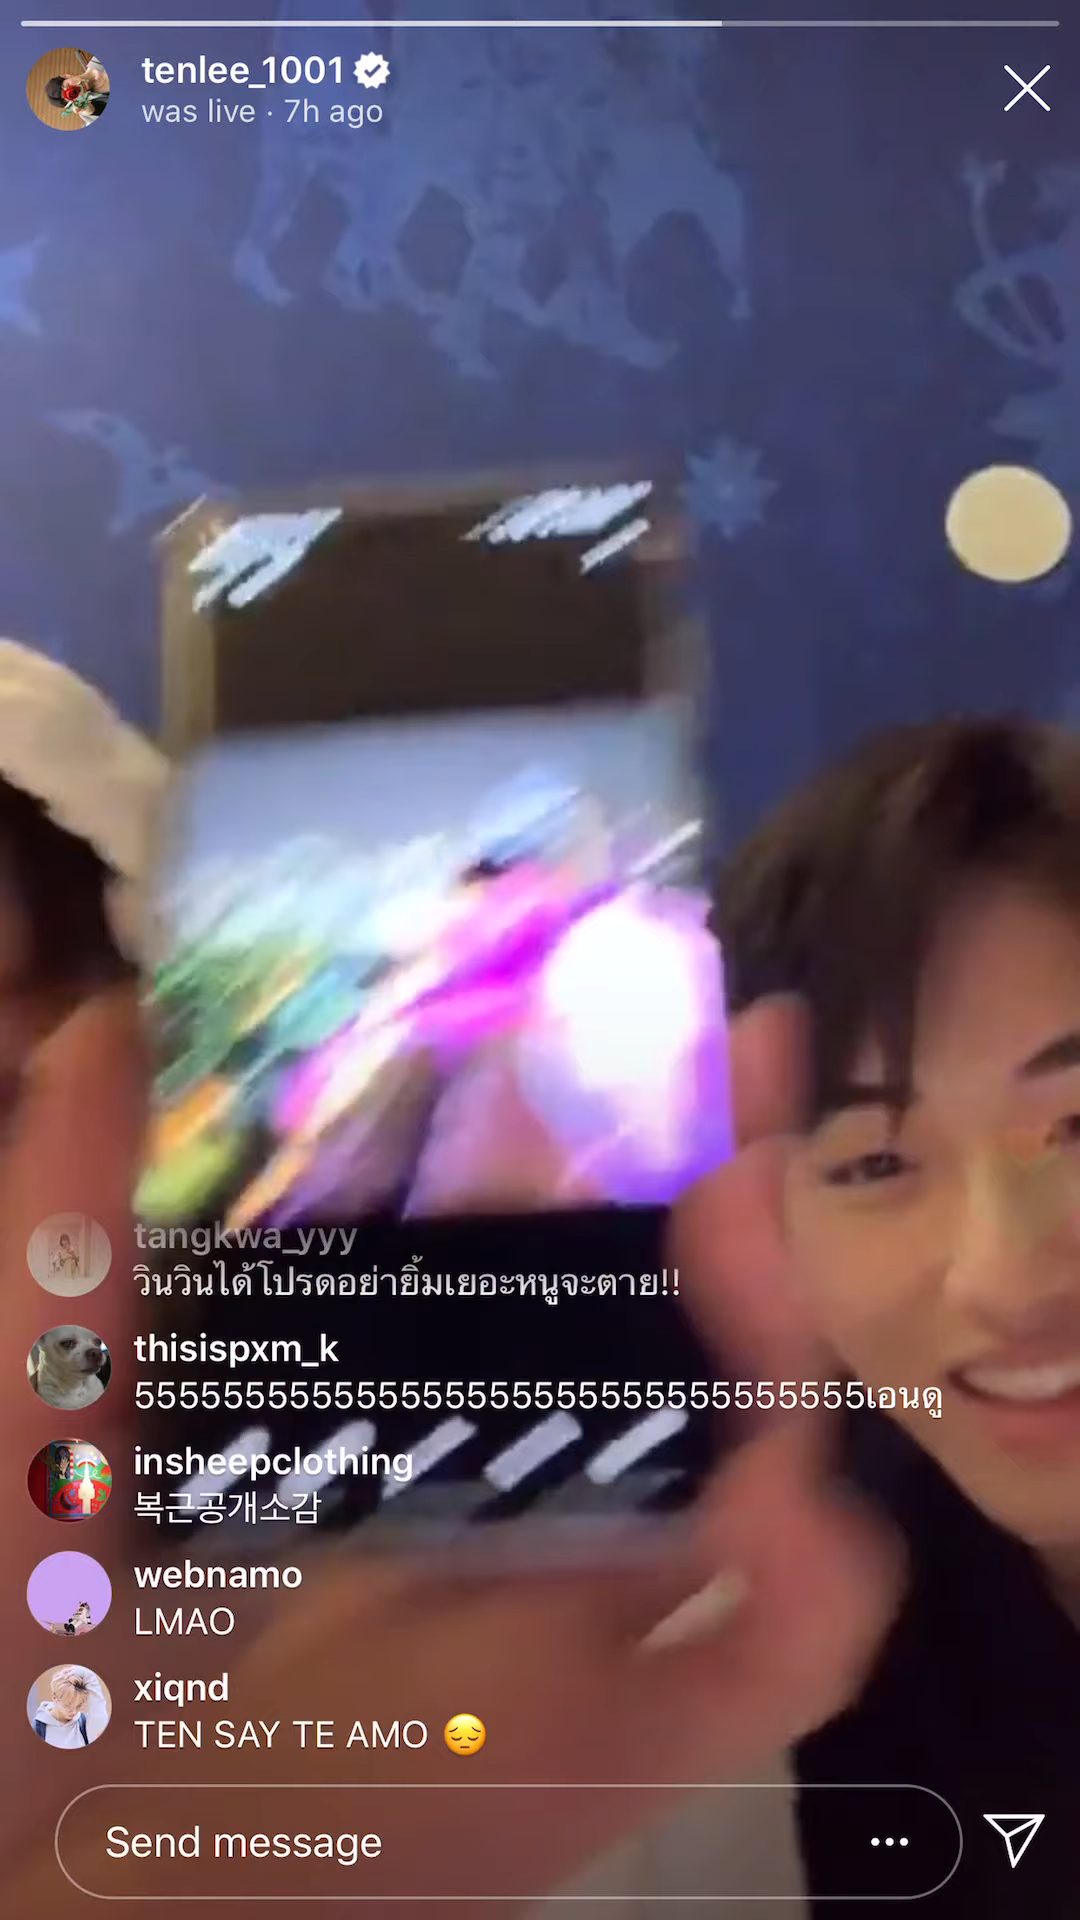 tenlee_1001
was live · 7h ago
tangkwa_yyy
วินวินได้โปรดอย่ายิ้มเยอะหนูจะตาย!!
thisispxm_k
555555555555555555555555555555555เอนดู
insheepclothing
복근공개소감
webnamo
LMAO
xiqnd
TEN SAY TE AMO 😔
Send message